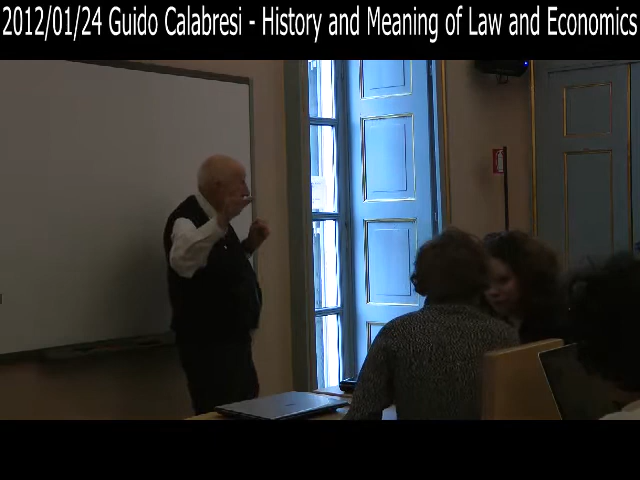 2012/01/24 Guido Calabresi - History and Meaning of Law and Economics